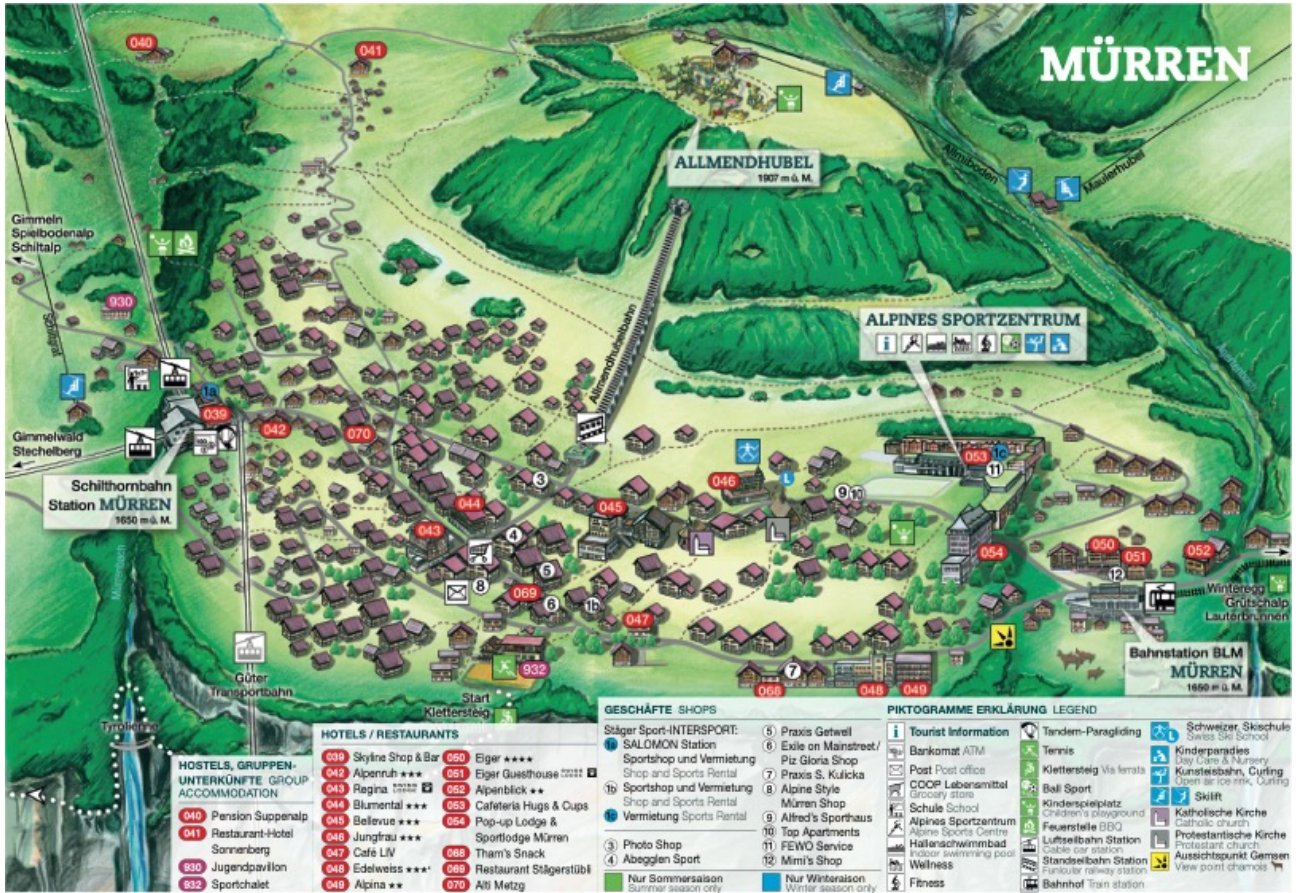 MÜRREN
040
041
ALLMENDHUBEL
1907 m ü. M.
Allmiboden
Maulerhubel
Gimmeln
Spielbodenalp
Schiltalp
930
Schiltgrat
Allmendhubelbahn
ALPINES SPORTZENTRUM
1a
039
042
070
Gimmelwald
Stechelberg
Schilthornbahn
Station MÜRREN
1650 m ü. M.
3
046
L
9 10
053 1c
11
044
045
043
4
5
8
069
6
1b
047
054
050
051
052
12
Winteregg
Grütschalp
Lauterbrunnen
Bahnstation BLM
MÜRREN
1650 m ü. M.
932
7
068
048
049
Güter
Transportbahn
Start
Klettersteig
Tyrolienne
HOSTELS, GRUPPEN-
UNTERKÜNFTE GROUP
ACCOMMODATION
040 Pension Suppenalp
041 Restaurant-Hotel
Sonnenberg
930 Jugendpavillon
932 Sportchalet
HOTELS / RESTAURANTS
039 Skyline Shop & Bar
042 Alpenruh ★★★
043 Regina SWISS LODGE
044 Blumental ★★★
045 Bellevue ★★★
046 Jungfrau ★★★
047 Café LIV
048 Edelweiss ★★★
049 Alpina ★★
050 Eiger ★★★★
051 Eiger Guesthouse SWISS LODGE
052 Alpenblick ★★
053 Cafeteria Hugs & Cups
054 Pop-up Lodge &
Sportlodge Mürren
068 Tham's Snack
069 Restaurant Stägerstübli
070 Alti Metzg
GESCHÄFTE SHOPS
Stäger Sport-INTERSPORT:
1a SALOMON Station
Sportshop und Vermietung
Shop and Sports Rental
1b Sportshop und Vermietung
Shop and Sports Rental
1c Vermietung Sports Rental
3 Photo Shop
4 Abegglen Sport
5 Praxis Getwell
6 Exile on Mainstreet/
Piz Gloria Shop
7 Praxis S. Kulicka
8 Alpine Style
Mürren Shop
9 Alfred's Sporthaus
10 Top Apartments
11 FEWO Service
12 Mimi's Shop
Nur Sommersaison
Summer season only
Nur Winteraison
Winter season only
PIKTOGRAMME ERKLÄRUNG LEGEND
i Tourist Information
Bankomat ATM
Post Post office
COOP Lebensmittel
Grocery store
Schule School
Alpines Sportzentrum
Alpine Sports Centre
Hallenschwimmbad
Indoor swimming pool
Wellness
Fitness
Tandem-Paragliding
Tennis
Klettersteig Via ferrata
Ball Sport
Kinderspielplatz
Children's playground
Feuerstelle BBQ
Luftseilbahn Station
Cable car station
Standseilbahn Station
Funicular railway station
Bahnhof Train station
Schweizer. Skischule
Swiss Ski School
Kinderparadies
Day Care & Nursery
Kunsteisbahn, Curling
Open air ice rink, Curling
Skilift
Katholische Kirche
Catholic church
Protestantische Kirche
Protestant church
Aussichtspunkt Gemsen
View point chamois